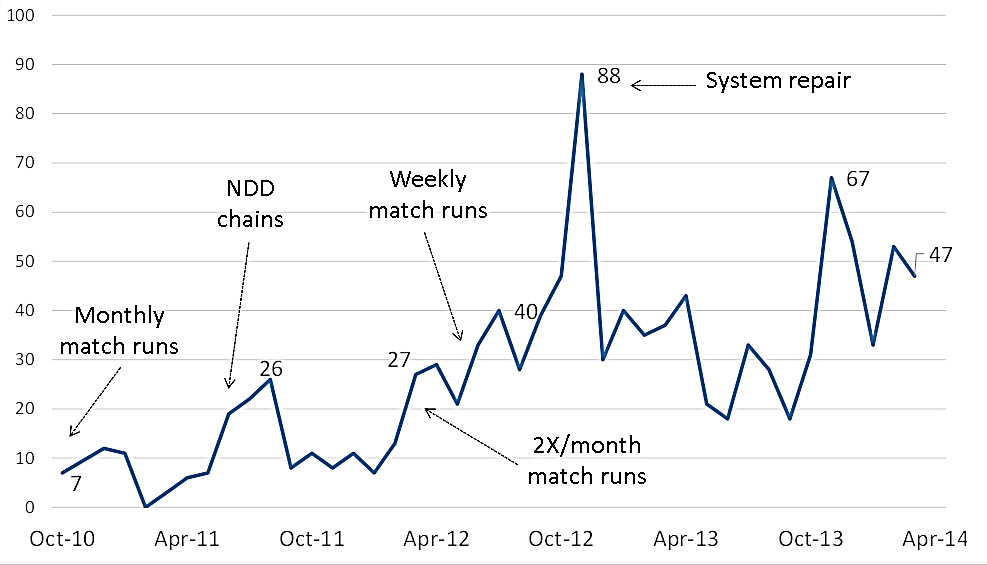 100
90
80
70
60
50
40
30
20
10
0
Monthly
match runs
7
NDD
chains
26
27
Weekly
match runs
2X/month
match runs
40
88
System repair
67
47
Oct-10
Apr-11
Oct-11
Apr-12
Oct-12
Apr-13
Oct-13
Apr-14